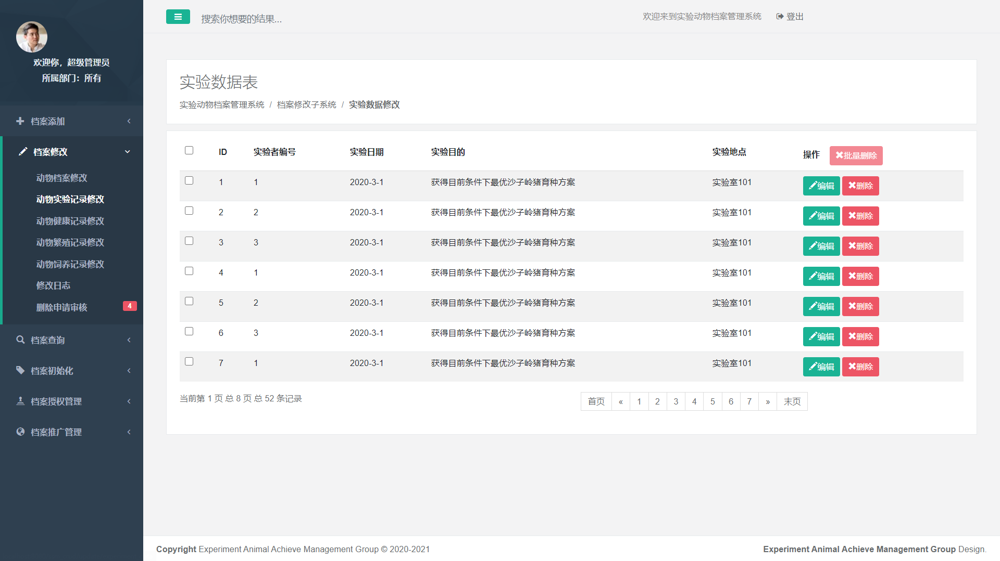 搜索你想要的结果...
欢迎来到实验动物档案管理系统 登出
欢迎你，超级管理员
所属部门：所有
档案添加
档案修改
动物档案修改
动物实验记录修改
动物健康记录修改
动物繁殖记录修改
动物饲养记录修改
修改日志
删除申请审核 4
档案查询
档案初始化
档案授权管理
档案推广管理
实验数据表
实验动物档案管理系统 / 档案修改子系统 / 实验数据修改
ID 实验者编号 实验日期 实验目的 实验地点 操作 批量删除
1 1 2020-3-1 获得目前条件下最优沙子岭猪育种方案 实验室101 编辑 删除
2 2 2020-3-1 获得目前条件下最优沙子岭猪育种方案 实验室101 编辑 删除
3 3 2020-3-1 获得目前条件下最优沙子岭猪育种方案 实验室101 编辑 删除
4 1 2020-3-1 获得目前条件下最优沙子岭猪育种方案 实验室101 编辑 删除
5 2 2020-3-1 获得目前条件下最优沙子岭猪育种方案 实验室101 编辑 删除
6 3 2020-3-1 获得目前条件下最优沙子岭猪育种方案 实验室101 编辑 删除
7 1 2020-3-1 获得目前条件下最优沙子岭猪育种方案 实验室101 编辑 删除
当前第 1 页 总 8 页 总 52 条记录
首页 « 1 2 3 4 5 6 7 » 末页
Copyright Experiment Animal Achieve Management Group © 2020-2021
Experiment Animal Achieve Management Group Design.